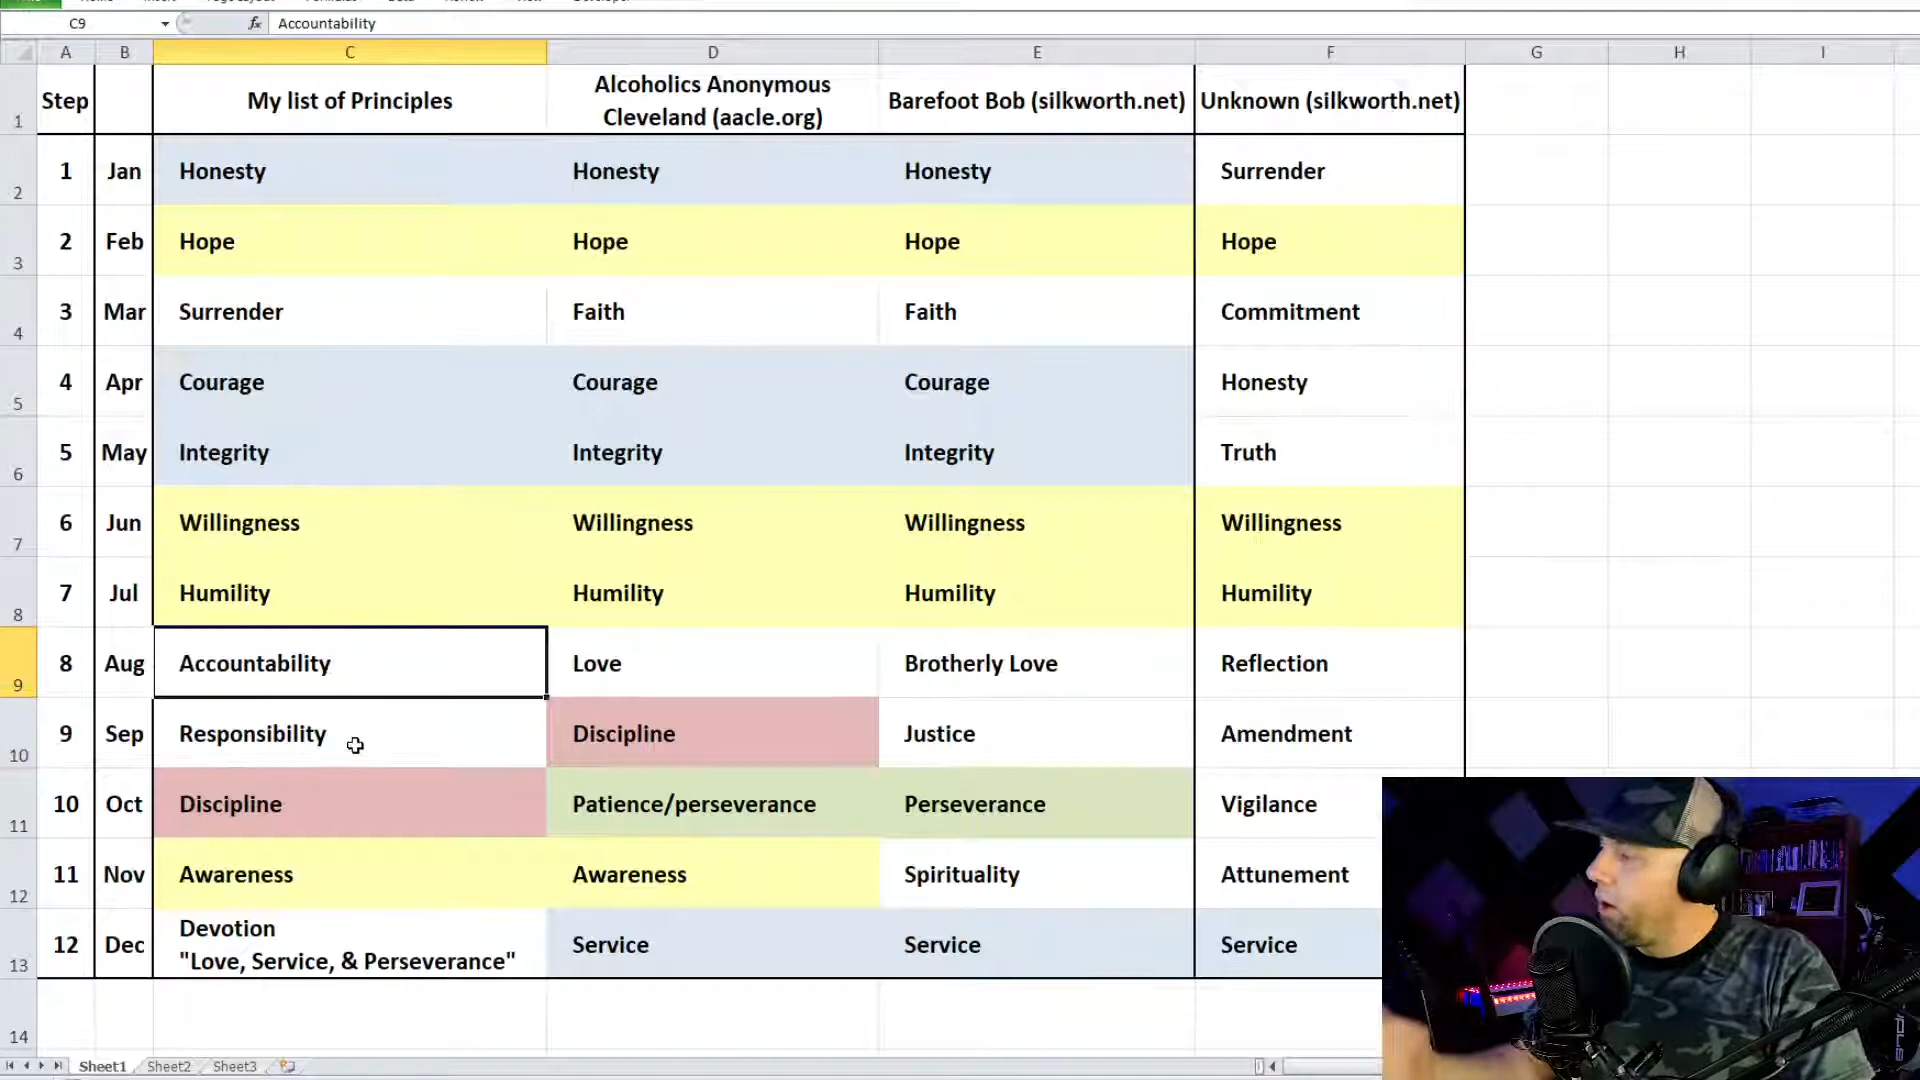 C9 fx Accountability
A B C D E F G H I
1 Step My list of Principles Alcoholics Anonymous Cleveland (aacle.org) Barefoot Bob (silkworth.net) Unknown (silkworth.net)
2 1 Jan Honesty Honesty Honesty Surrender
3 2 Feb Hope Hope Hope Hope
4 3 Mar Surrender Faith Faith Commitment
5 4 Apr Courage Courage Courage Honesty
6 5 May Integrity Integrity Integrity Truth
7 6 Jun Willingness Willingness Willingness Willingness
8 7 Jul Humility Humility Humility Humility
9 8 Aug Accountability Love Brotherly Love Reflection
10 9 Sep Responsibility Discipline Justice Amendment
11 10 Oct Discipline Patience/perseverance Perseverance Vigilance
12 11 Nov Awareness Awareness Spirituality Attunement
13 12 Dec Devotion "Love, Service, & Perseverance" Service Service Service
14
Sheet1 Sheet2 Sheet3